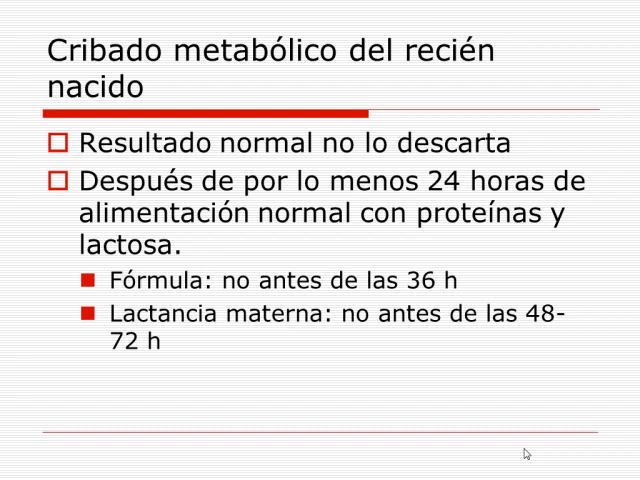 Cribado metabólico del recién
nacido
Resultado normal no lo descarta
Después de por lo menos 24 horas de
alimentación normal con proteínas y
lactosa.
Fórmula: no antes de las 36 h
Lactancia materna: no antes de las 48-
72 h